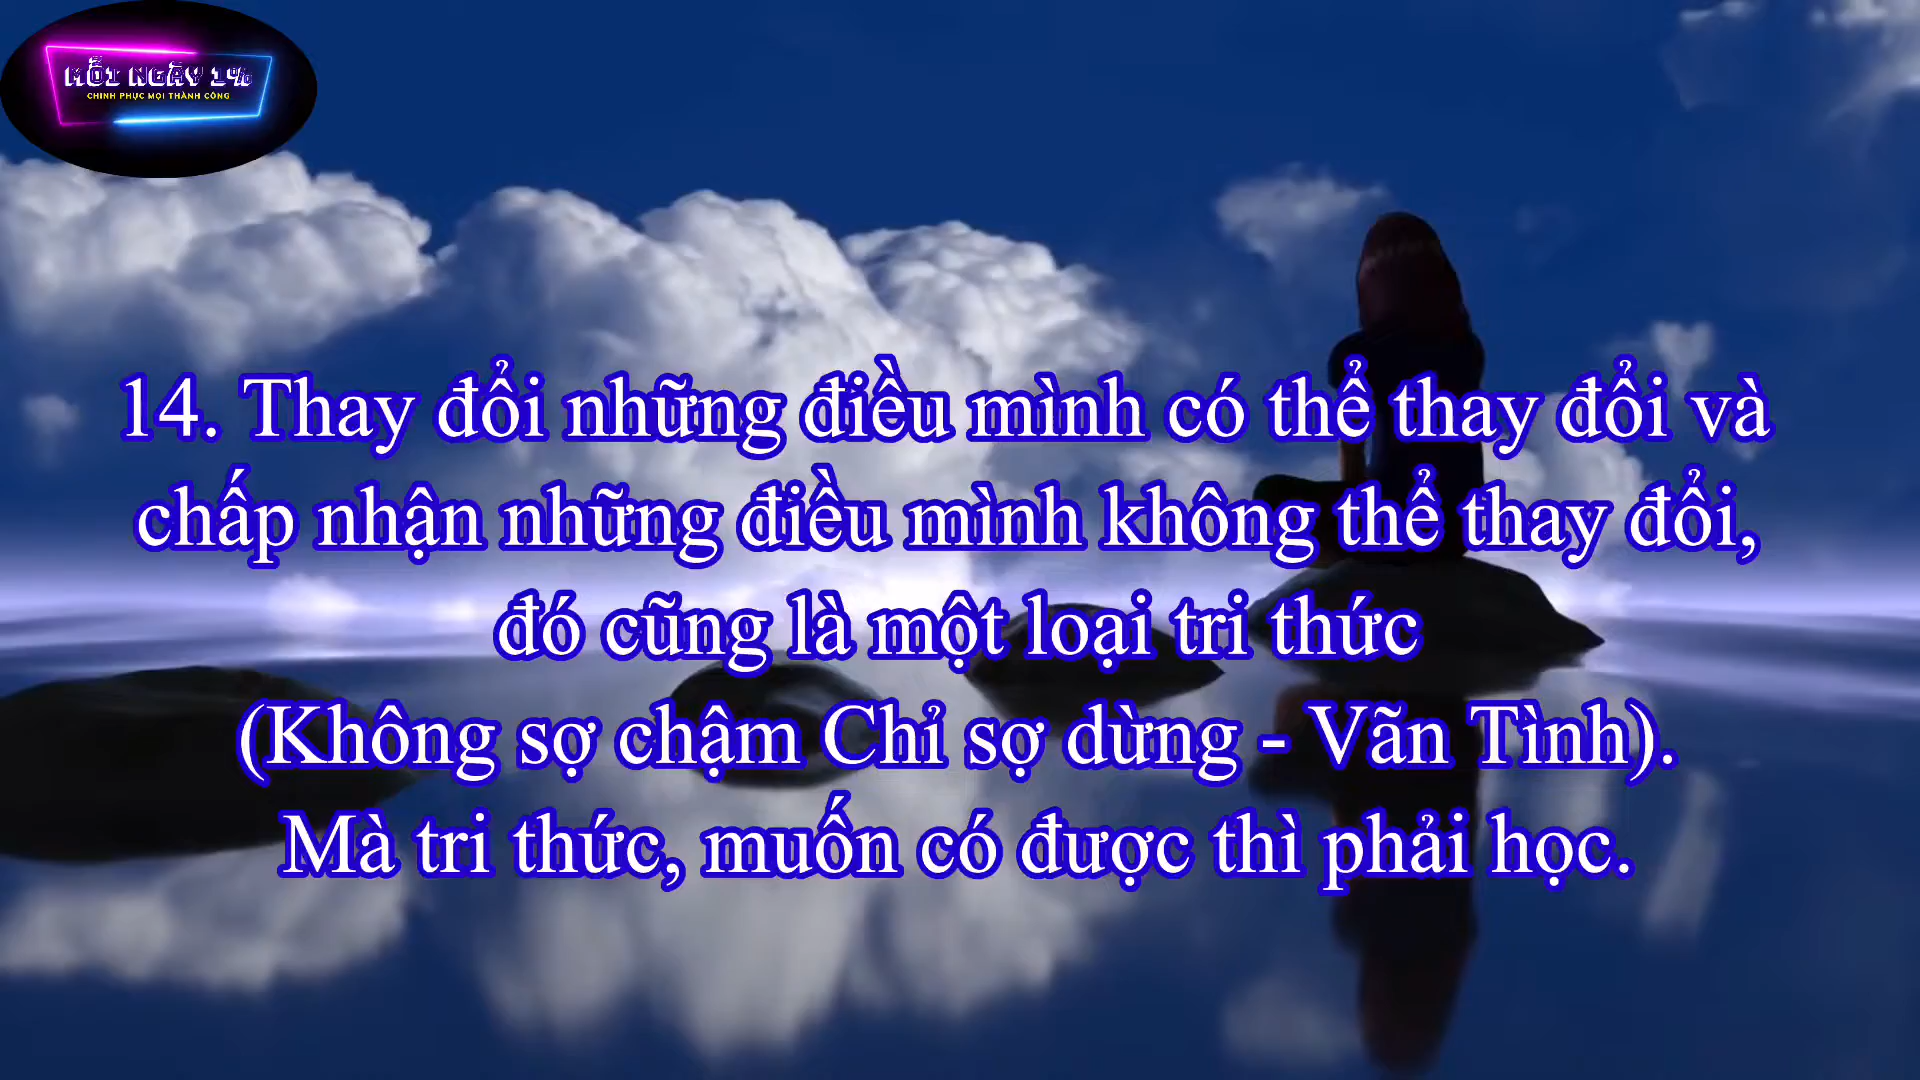 MỖI NGÀY 1%
CHINH PHỤC MỌI THÀNH CÔNG
14. Thay đổi những điều mình có thể thay đổi và
chấp nhận những điều mình không thể thay đổi,
đó cũng là một loại tri thức
(Không sợ chậm Chỉ sợ dừng - Vãn Tình).
Mà tri thức, muốn có được thì phải học.